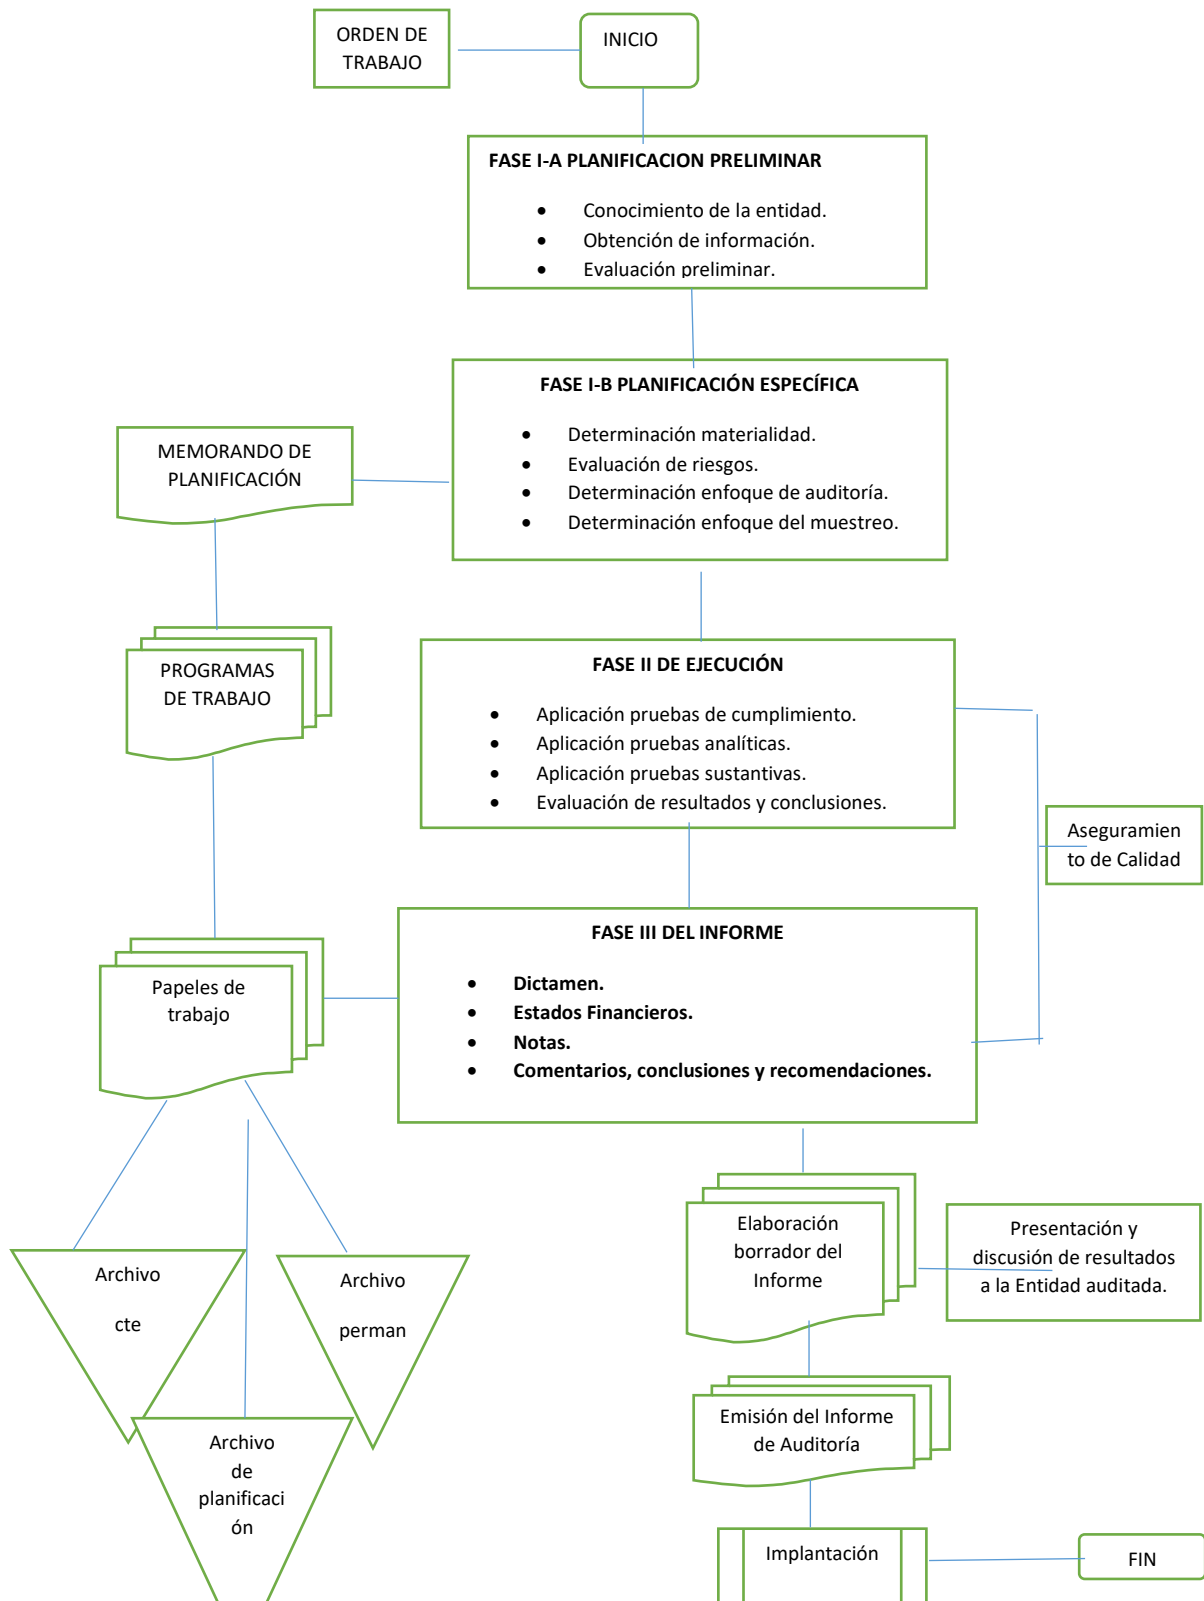 ORDEN DE
TRABAJO
INICIO
FASE I-A PLANIFICACION PRELIMINAR
• Conocimiento de la entidad.
• Obtención de información.
• Evaluación preliminar.
FASE I-B PLANIFICACIÓN ESPECÍFICA
• Determinación materialidad.
• Evaluación de riesgos.
• Determinación enfoque de auditoría.
• Determinación enfoque del muestreo.
MEMORANDO DE
PLANIFICACIÓN
PROGRAMAS
DE TRABAJO
FASE II DE EJECUCIÓN
• Aplicación pruebas de cumplimiento.
• Aplicación pruebas analíticas.
• Aplicación pruebas sustantivas.
• Evaluación de resultados y conclusiones.
Aseguramien
to de Calidad
FASE III DEL INFORME
• Dictamen.
• Estados Financieros.
• Notas.
• Comentarios, conclusiones y recomendaciones.
Papeles de
trabajo
Archivo
cte
Archivo
perman
Archivo
de
planificaci
ón
Elaboración
borrador del
Informe
Presentación y
discusión de resultados
a la Entidad auditada.
Emisión del Informe
de Auditoría
Implantación
FIN